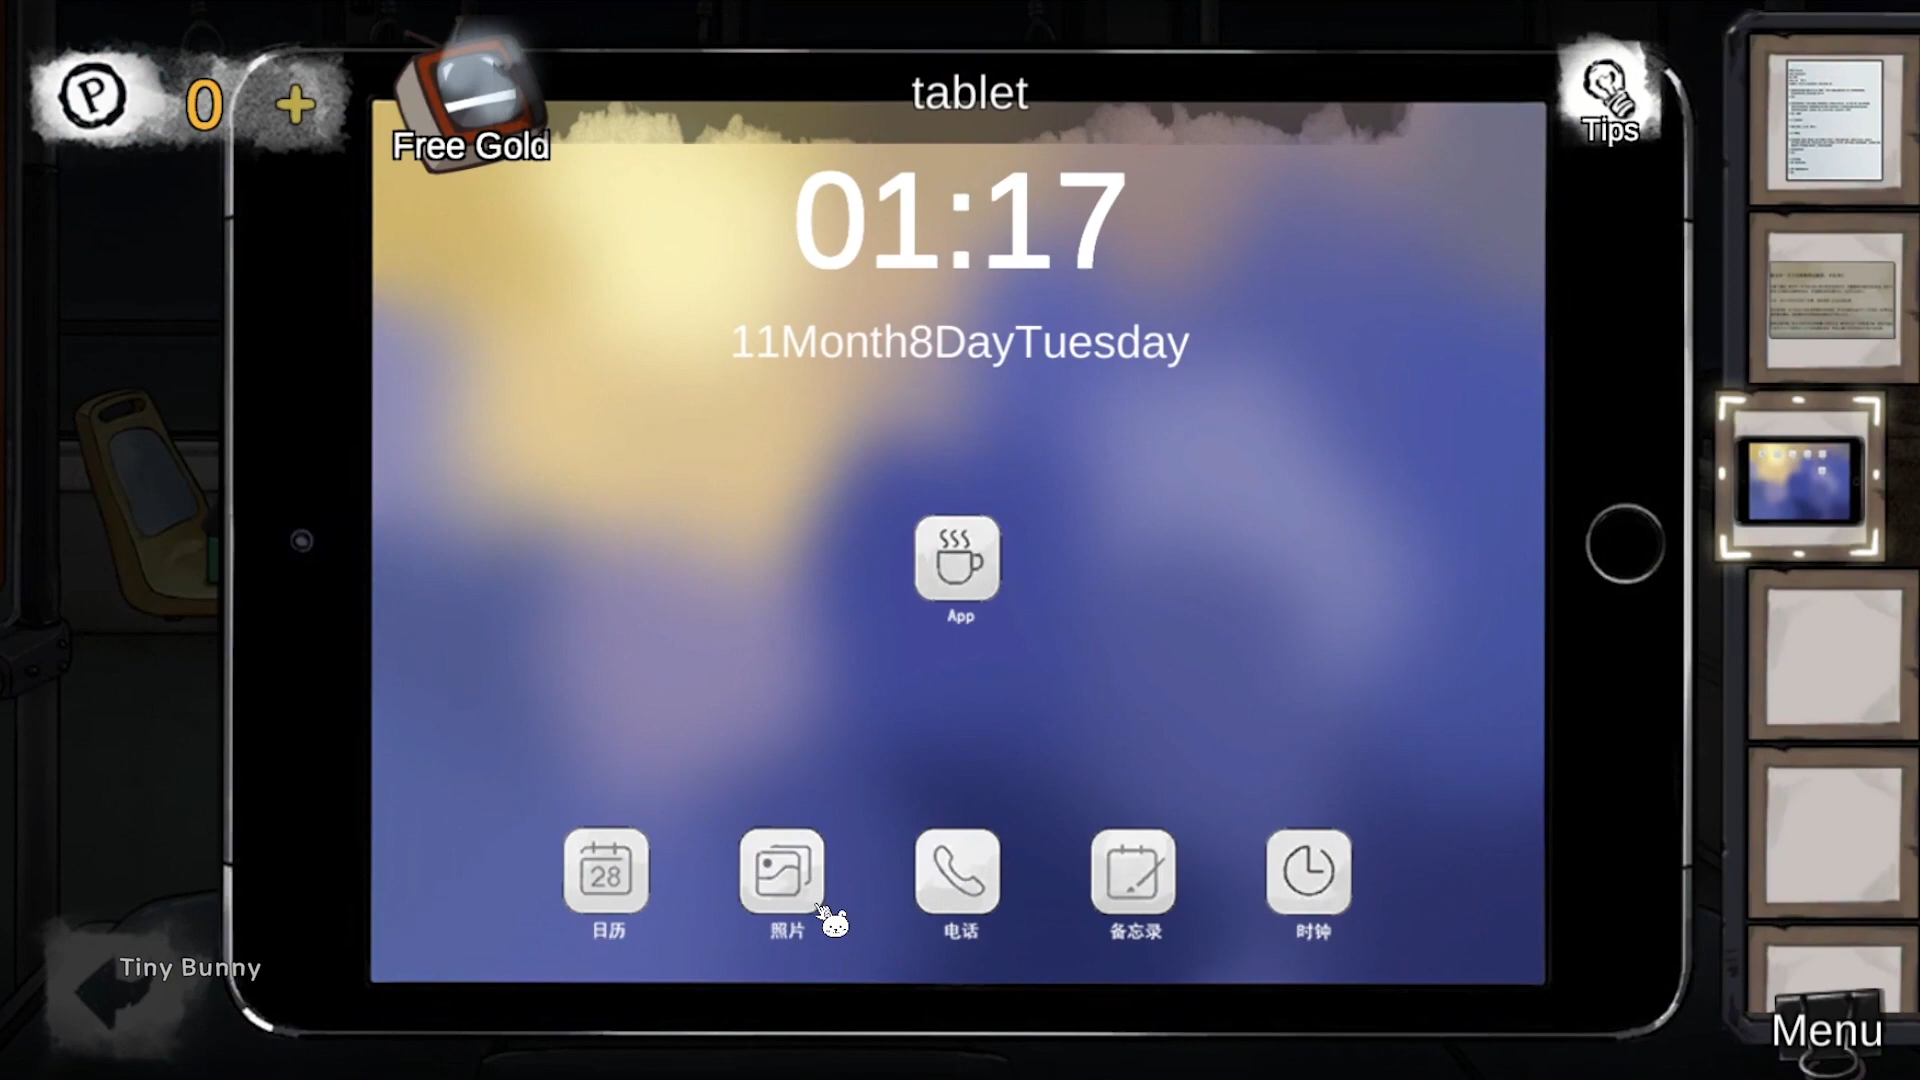 P
0
+
Free Gold
tablet
Tips
01:17
11Month8DayTuesday
App
28
日历
照片
电话
备忘录
时钟
Tiny Bunny
Menu